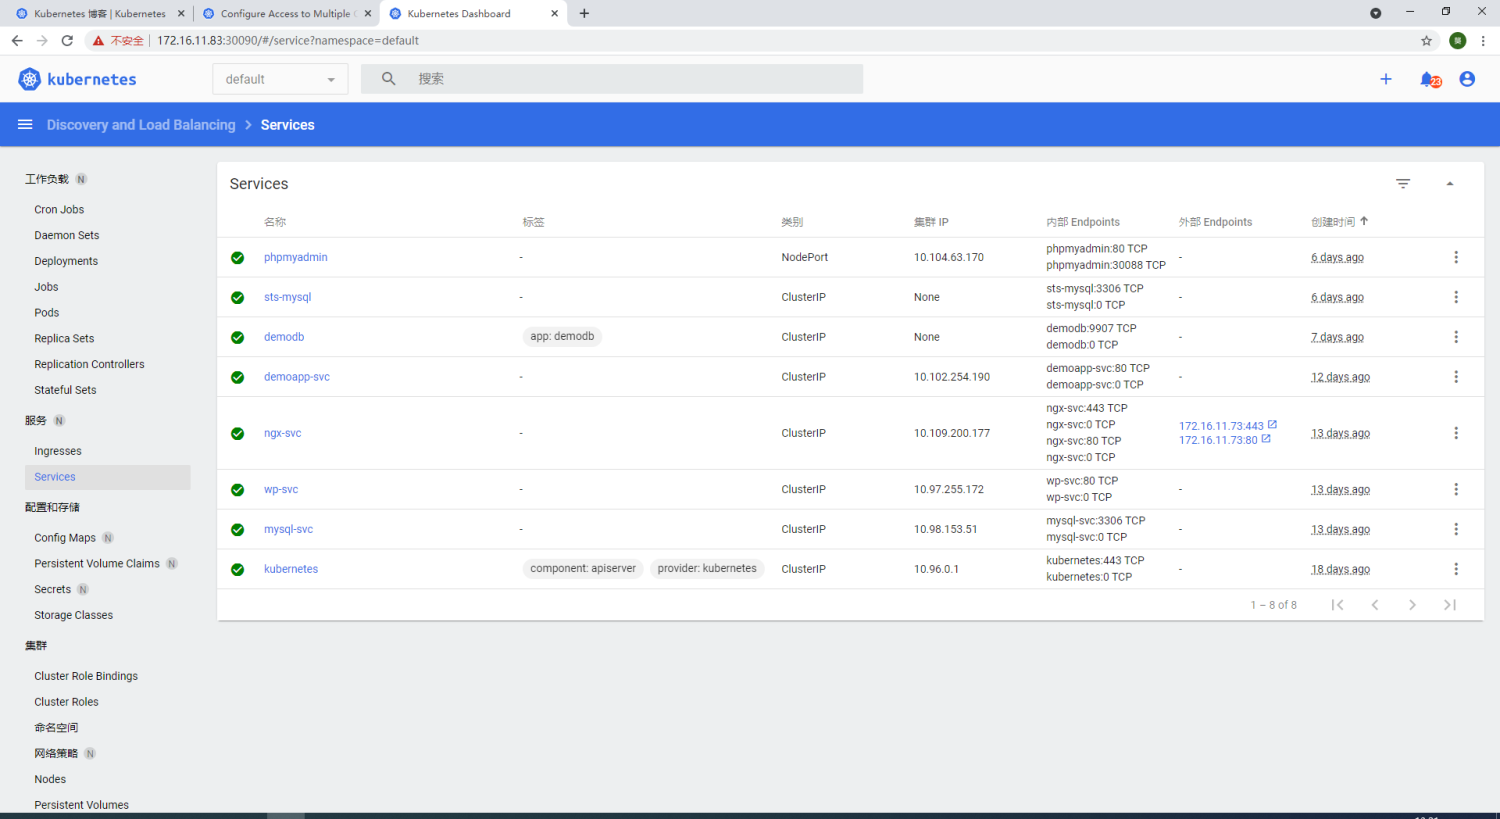 Kubernetes 博客 | Kubernetes
Configure Access to Multiple C
Kubernetes Dashboard
不安全 172.16.11.83:30090/#/service?namespace=default
kubernetes
default
搜索
23
Discovery and Load Balancing > Services
工作负载 N
Cron Jobs
Daemon Sets
Deployments
Jobs
Pods
Replica Sets
Replication Controllers
Stateful Sets
服务 N
Ingresses
Services
配置和存储
Config Maps N
Persistent Volume Claims N
Secrets N
Storage Classes
集群
Cluster Role Bindings
Cluster Roles
命名空间
网络策略 N
Nodes
Persistent Volumes
Services
名称 标签 类别 集群 IP 内部 Endpoints 外部 Endpoints 创建时间
phpmyadmin - NodePort 10.104.63.170 phpmyadmin:80 TCP - 6 days ago
phpmyadmin:30088 TCP
sts-mysql - ClusterIP None sts-mysql:3306 TCP - 6 days ago
sts-mysql:0 TCP
demodb app: demodb ClusterIP None demodb:9907 TCP - 7 days ago
demodb:0 TCP
demoapp-svc - ClusterIP 10.102.254.190 demoapp-svc:80 TCP - 12 days ago
demoapp-svc:0 TCP
ngx-svc - ClusterIP 10.109.200.177 ngx-svc:443 TCP 172.16.11.73:443 13 days ago
ngx-svc:0 TCP 172.16.11.73:80
ngx-svc:80 TCP
ngx-svc:0 TCP
wp-svc - ClusterIP 10.97.255.172 wp-svc:80 TCP - 13 days ago
wp-svc:0 TCP
mysql-svc - ClusterIP 10.98.153.51 mysql-svc:3306 TCP - 13 days ago
mysql-svc:0 TCP
kubernetes component: apiserver provider: kubernetes ClusterIP 10.96.0.1 kubernetes:443 TCP - 18 days ago
kubernetes:0 TCP
1 – 8 of 8